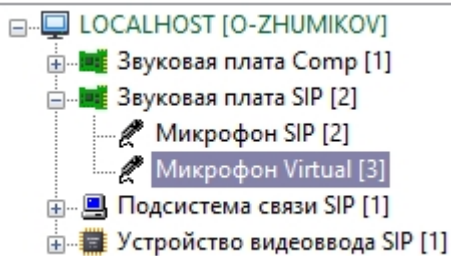 LOCALHOST [O-ZHUMIKOV]
Звуковая плата Comp [1]
Звуковая плата SIP [2]
Микрофон SIP [2]
Микрофон Virtual [3]
Подсистема связи SIP [1]
Устройство видеоввода SIP [1]